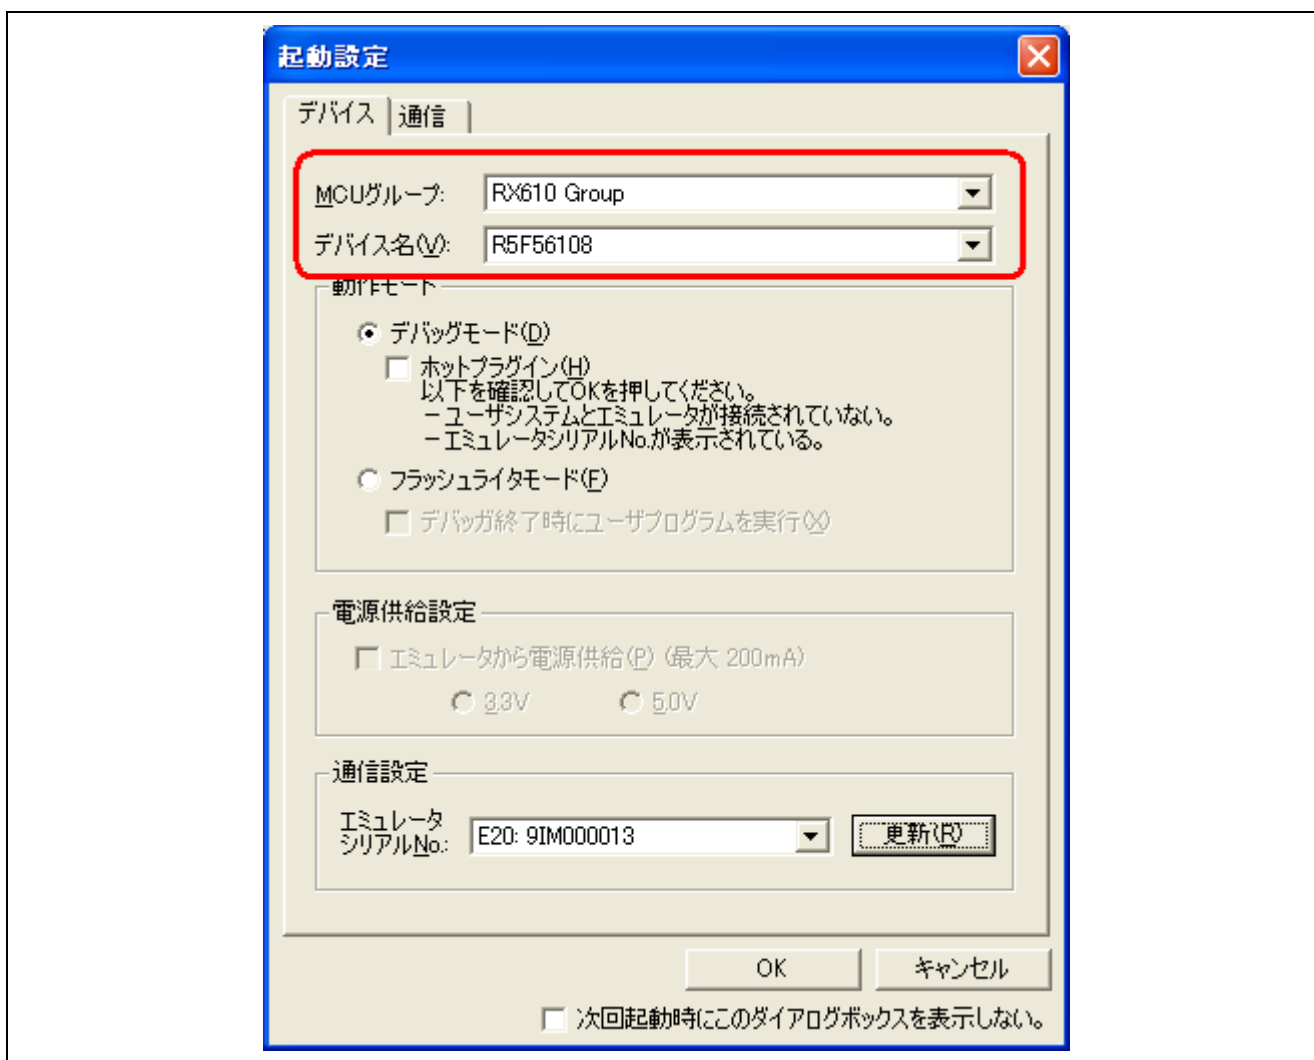 起動設定
デバイス 通信
MCUグループ: RX610 Group
デバイス名(V): R5F56108
動作モード
デバッグモード(D)
ホットプラグイン(H)
以下を確認してOKを押してください。
－ユーザシステムとエミュレータが接続されていない。
－エミュレータシリアルNo.が表示されている。
フラッシュライタモード(F)
デバッガ終了時にユーザプログラムを実行(X)
電源供給設定
エミュレータから電源供給(P) (最大 200mA)
3.3V 5.0V
通信設定
エミュレータ
シリアルNo.: E20: 9IM000013 更新(R)
OK キャンセル
次回起動時にこのダイアログボックスを表示しない。